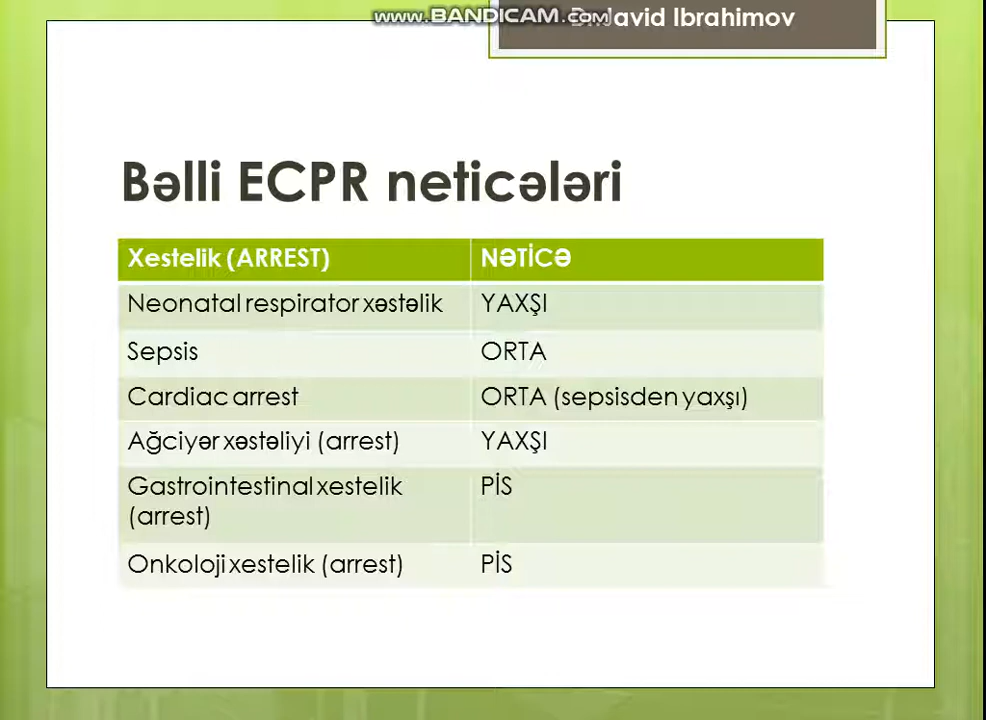 www.BANDICAM.com
Dr.Javid Ibrahimov
Bəlli ECPR neticələri
Xestelik (ARREST) NƏTİCƏ
Neonatal respirator xəstəlik YAXŞI
Sepsis ORTA
Cardiac arrest ORTA (sepsisden yaxşı)
Ağciyər xəstəliyi (arrest) YAXŞI
Gastrointestinal xestelik PİS
(arrest)
Onkoloji xestelik (arrest) PİS